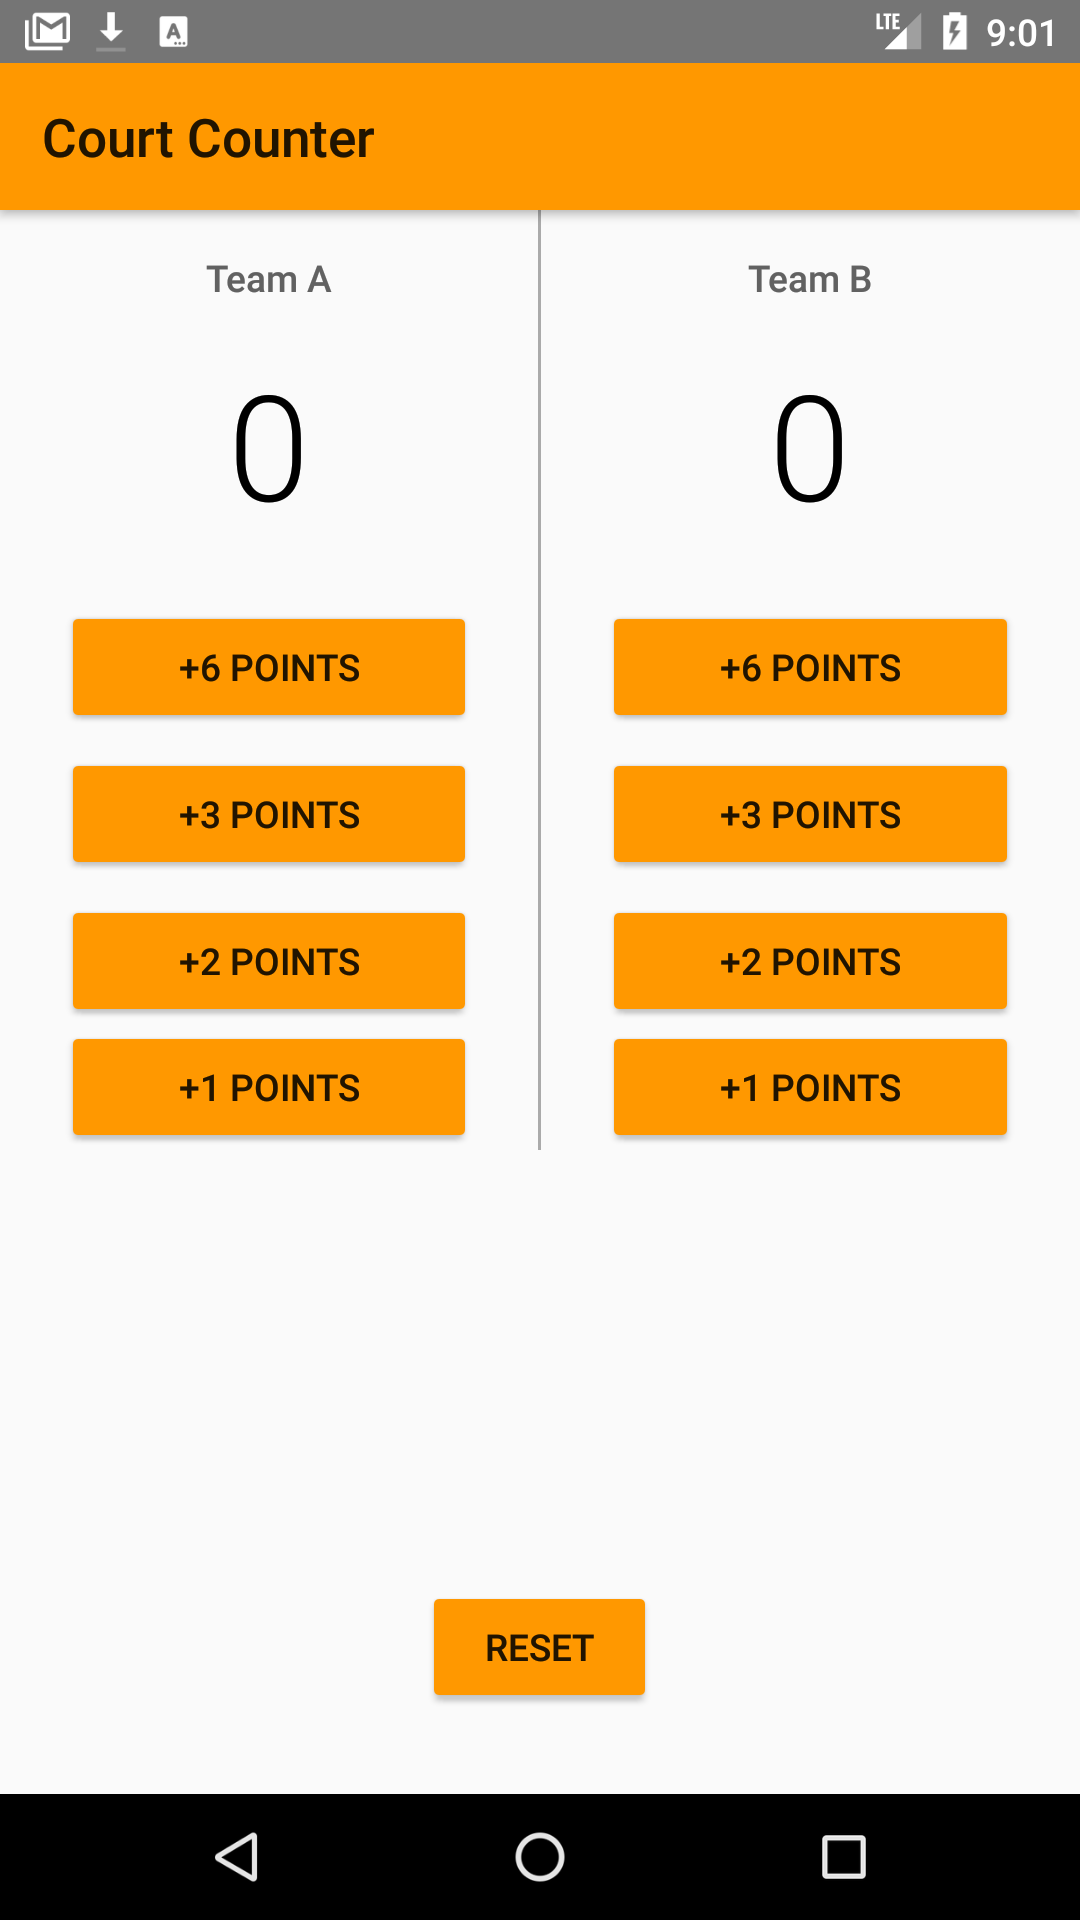 LTE 9:01
Court Counter
Team A
0
+6 POINTS
+3 POINTS
+2 POINTS
+1 POINTS
Team B
0
+6 POINTS
+3 POINTS
+2 POINTS
+1 POINTS
RESET